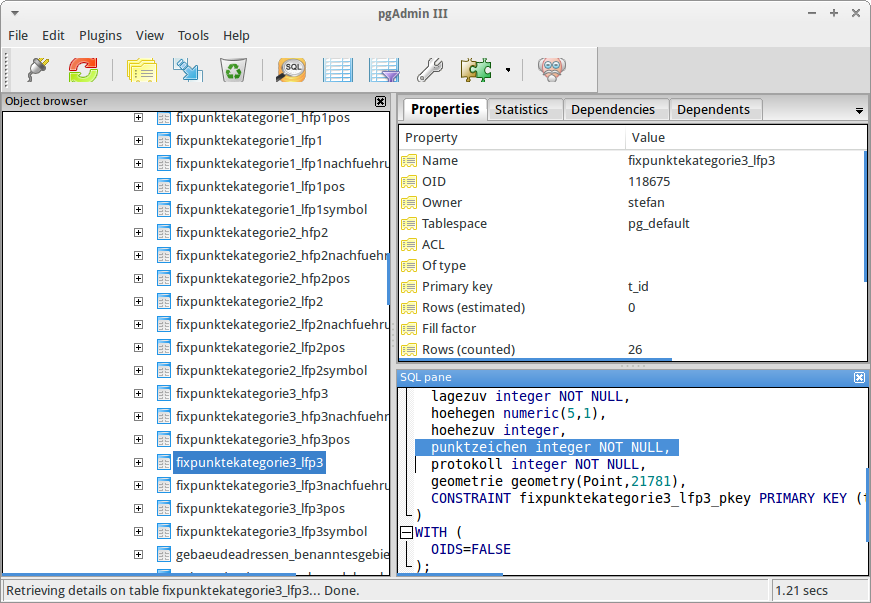 pgAdmin III
File Edit Plugins View Tools Help
SQL
Object browser
fixpunktekategorie1_hfp1pos
fixpunktekategorie1_lfp1
fixpunktekategorie1_lfp1nachfuehru
fixpunktekategorie1_lfp1pos
fixpunktekategorie1_lfp1symbol
fixpunktekategorie2_hfp2
fixpunktekategorie2_hfp2nachfuehr
fixpunktekategorie2_hfp2pos
fixpunktekategorie2_lfp2
fixpunktekategorie2_lfp2nachfuehru
fixpunktekategorie2_lfp2pos
fixpunktekategorie2_lfp2symbol
fixpunktekategorie3_hfp3
fixpunktekategorie3_hfp3nachfuehr
fixpunktekategorie3_hfp3pos
fixpunktekategorie3_lfp3
fixpunktekategorie3_lfp3nachfuehru
fixpunktekategorie3_lfp3pos
fixpunktekategorie3_lfp3symbol
gebaeudeadressen_benanntesgebie
Properties Statistics Dependencies Dependents
Property Value
Name fixpunktekategorie3_lfp3
OID 118675
Owner stefan
Tablespace pg_default
ACL
Of type
Primary key t_id
Rows (estimated) 0
Fill factor
Rows (counted) 26
SQL pane
lagezuv integer NOT NULL,
hoehegen numeric(5,1),
hoehezuv integer,
punktzeichen integer NOT NULL,
protokoll integer NOT NULL,
geometrie geometry(Point,21781),
CONSTRAINT fixpunktekategorie3_lfp3_pkey PRIMARY KEY (
)
WITH (
OIDS=FALSE
);
Retrieving details on table fixpunktekategorie3_lfp3... Done. 1.21 secs